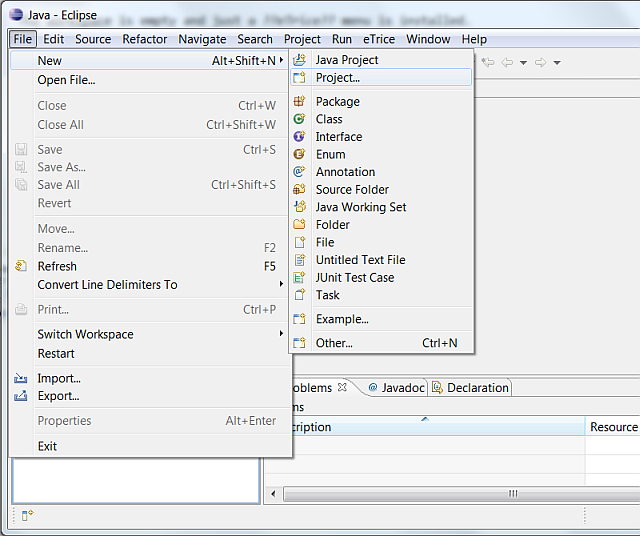 Java - Eclipse
File Edit Source Refactor Navigate Search Project Run eTrice Window Help
New Alt+Shift+N
Open File...
Close Ctrl+W
Close All Ctrl+Shift+W
Save Ctrl+S
Save As...
Save All Ctrl+Shift+S
Revert
Move...
Rename... F2
Refresh F5
Convert Line Delimiters To
Print... Ctrl+P
Switch Workspace
Restart
Import...
Export...
Properties Alt+Enter
Exit
Java Project
Project...
Package
Class
Interface
Enum
Annotation
Source Folder
Java Working Set
Folder
File
Untitled Text File
JUnit Test Case
Task
Example...
Other... Ctrl+N
oblems @ Javadoc Declaration
ms
cription Resource